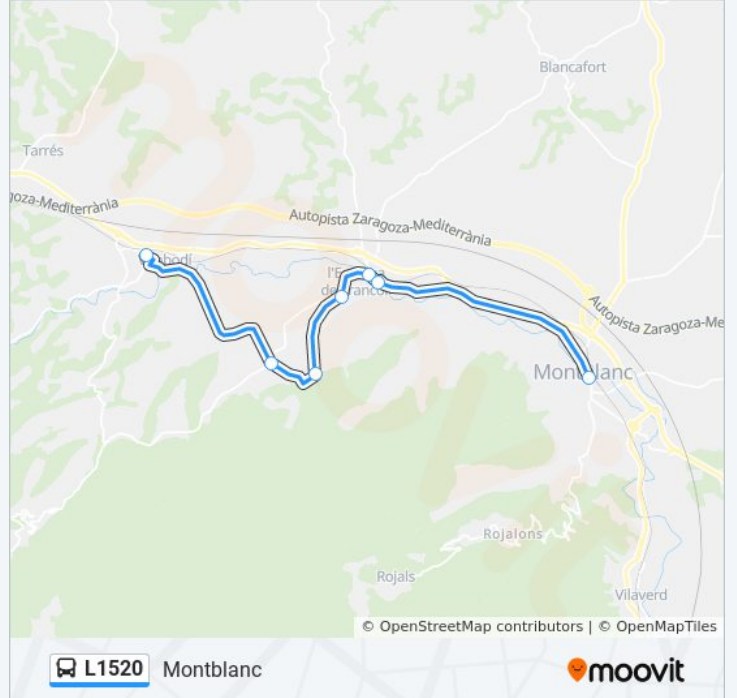 Blancafort
Tarrés
goza-Mediterrània
Autopista Zaragoza-Mediterrània
Autopista Zaragoza-Me
Montblanc
Rojalons
Rojals
Vilaverd
© OpenStreetMap contributors | © OpenMapTiles
L1520 Montblanc
moovit